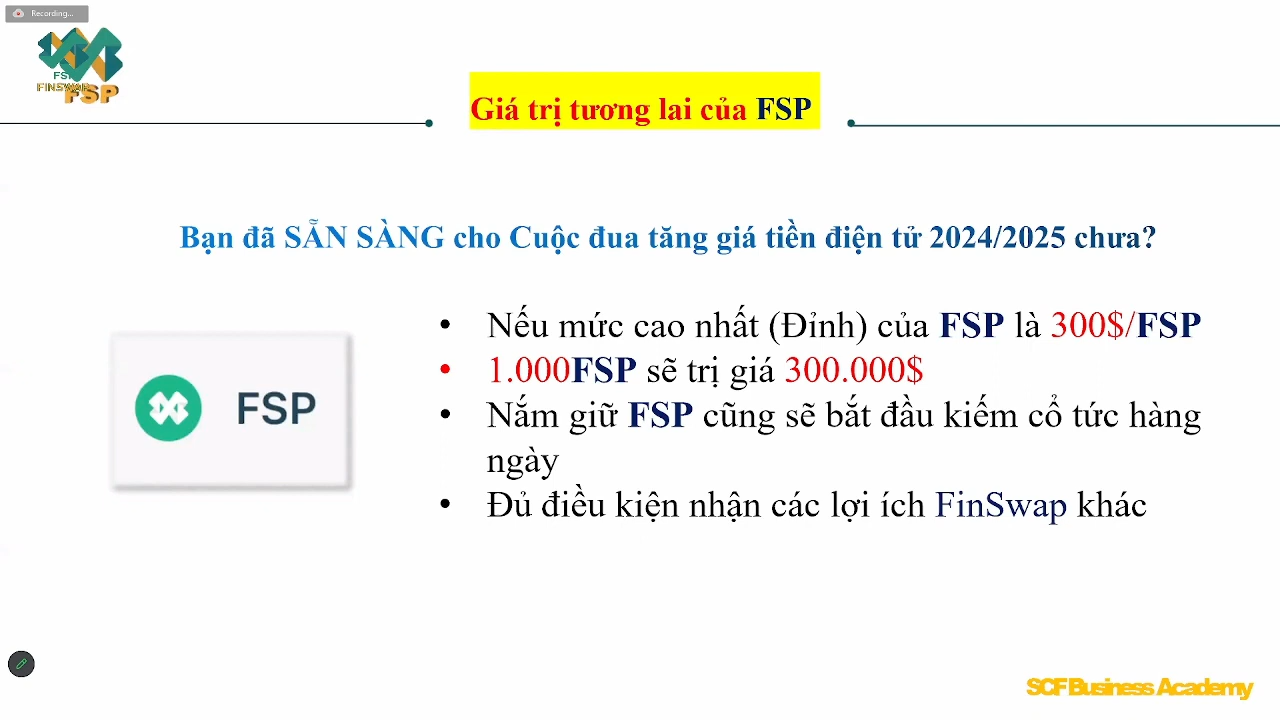 Recording...
FSP
FINSWAP
FSP
Giá trị tương lai của FSP
Bạn đã SẴN SÀNG cho Cuộc đua tăng giá tiền điện tử 2024/2025 chưa?
• Nếu mức cao nhất (Đỉnh) của FSP là 300$/FSP
• 1.000FSP sẽ trị giá 300.000$
FSP
• Nắm giữ FSP cũng sẽ bắt đầu kiếm cổ tức hàng
ngày
• Đủ điều kiện nhận các lợi ích FinSwap khác
SCF Business Academy